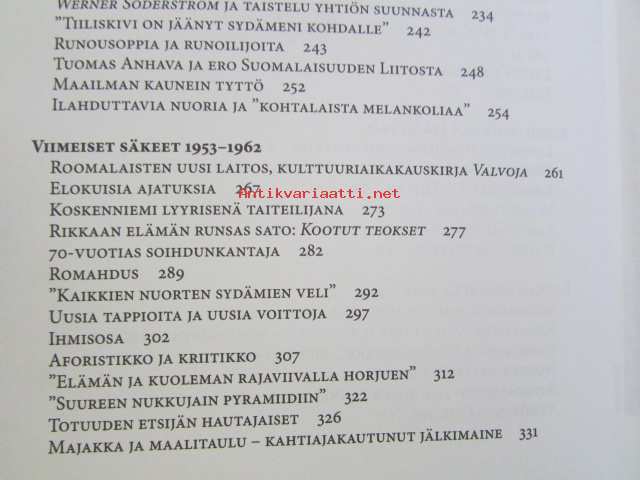 Werner Söderström ja taistelu yhtiön suunnasta 234
"Tiiliskivi on jäänyt sydämeni kohdalle" 242
Runousoppia ja runoilijoita 243
Tuomas Anhava ja ero Suomalaisuuden Liitosta 248
Maailman kaunein tyttö 252
Ilahduttavia nuoria ja "kohtalaista melankoliaa" 254
Viimeiset säkeet 1953–1962
Roomalaisten uusi laitos, kulttuuriaikakauskirja Valvoja 261
Elokuisia ajatuksia 267
Antikvariaatti.net
Koskenniemi lyyrisenä taiteilijana 273
Rikkaan elämän runsas sato: Kootut teokset 277
70-vuotias soihdunkantaja 282
Romahdus 289
"Kaikkien nuorten sydämien veli" 292
Uusia tappioita ja uusia voittoja 297
Ihmisosa 302
Aforistikko ja kriitikko 307
"Elämän ja kuoleman rajaviivalla horjuen" 312
"Suureen nukkujain pyramiidiin" 322
Totuuden etsijän hautajaiset 326
Majakka ja maalitaulu – kahtiajakautunut jälkimaine 331